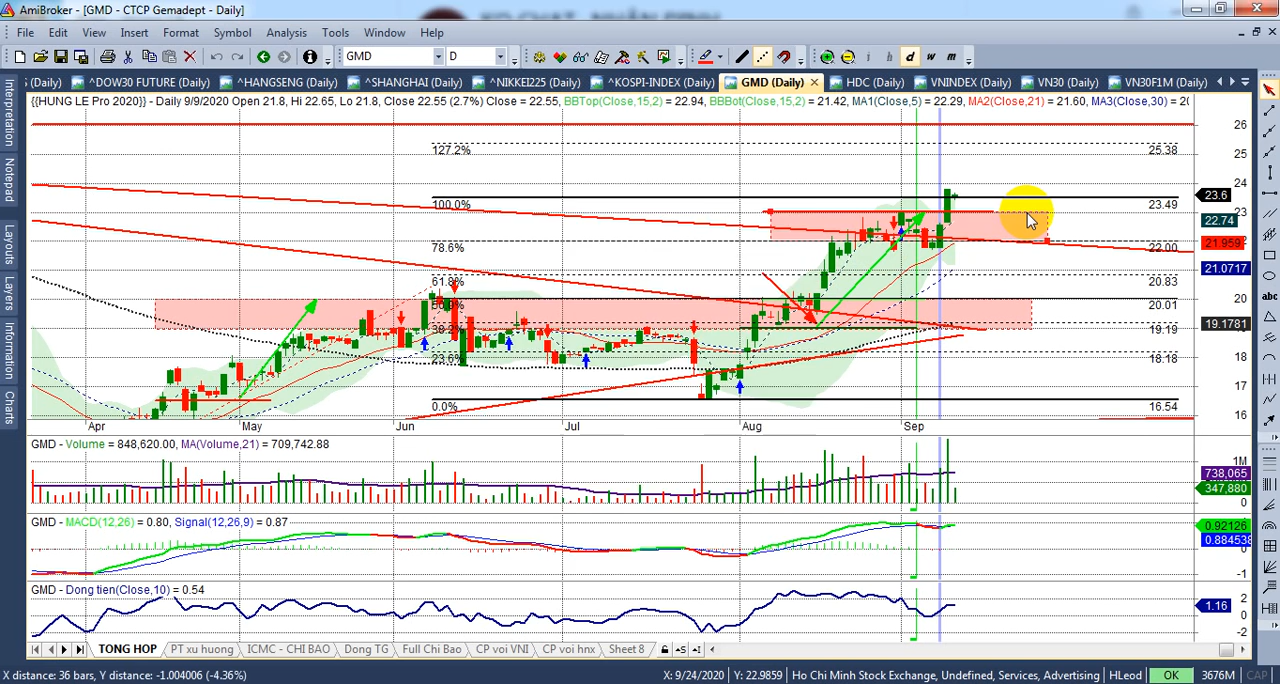 AmiBroker - [GMD - CTCP Gemadept - Daily]
File Edit View Insert Format Symbol Analysis Tools Window Help
GMD D i h d w m
(Daily) ^DOW30 FUTURE (Daily) ^HANGSENG (Daily) ^SHANGHAI (Daily) ^NIKKEI225 (Daily) ^KOSPI-INDEX (Daily) GMD (Daily) HDC (Daily) VNINDEX (Daily) VN30 (Daily) VN30F1M (Daily)
{{HUNG LE Pro 2020}} - Daily 9/9/2020 Open 21.8, Hi 22.65, Lo 21.8, Close 22.55 (2.7%) Close = 22.55, BBTop(Close,15,2) = 22.94, BBBot(Close,15,2) = 21.42, MA1(Close,5) = 22.29, MA2(Close,21) = 21.60, MA3(Close,30) = 20
Interpretation
Notepad
Layouts
Layers
Information
Charts
abc
127.2% 25.38
100.0% 23.49
78.6% 22.00
61.8% 20.83
50.0% 20.01
38.2% 19.19
23.6% 18.18
0.0% 16.54
26
25
24
23.6
23
22.74
21.959
21.0717
20
19.1781
18
17
16
Apr May Jun Jul Aug Sep
GMD - Volume = 848,620.00, MA(Volume,21) = 709,742.88
1M
738,065
347,880
0
GMD - MACD(12,26) = 0.80, Signal(12,26,9) = 0.87
0.92126
0.884538
0
-1
GMD - Dong tien(Close,10) = 0.54
2
1.16
0
-2
TONG HOP PT xu huong ICMC - CHI BAO Dong TG Full Chi Bao CP voi VNI CP voi hnx Sheet 8
X distance: 36 bars, Y distance: -1.004006 (-4.36%) X: 9/24/2020 Y: 22.9859 Ho Chi Minh Stock Exchange, Undefined, Services, Advertising HLeod OK 3676M CAP